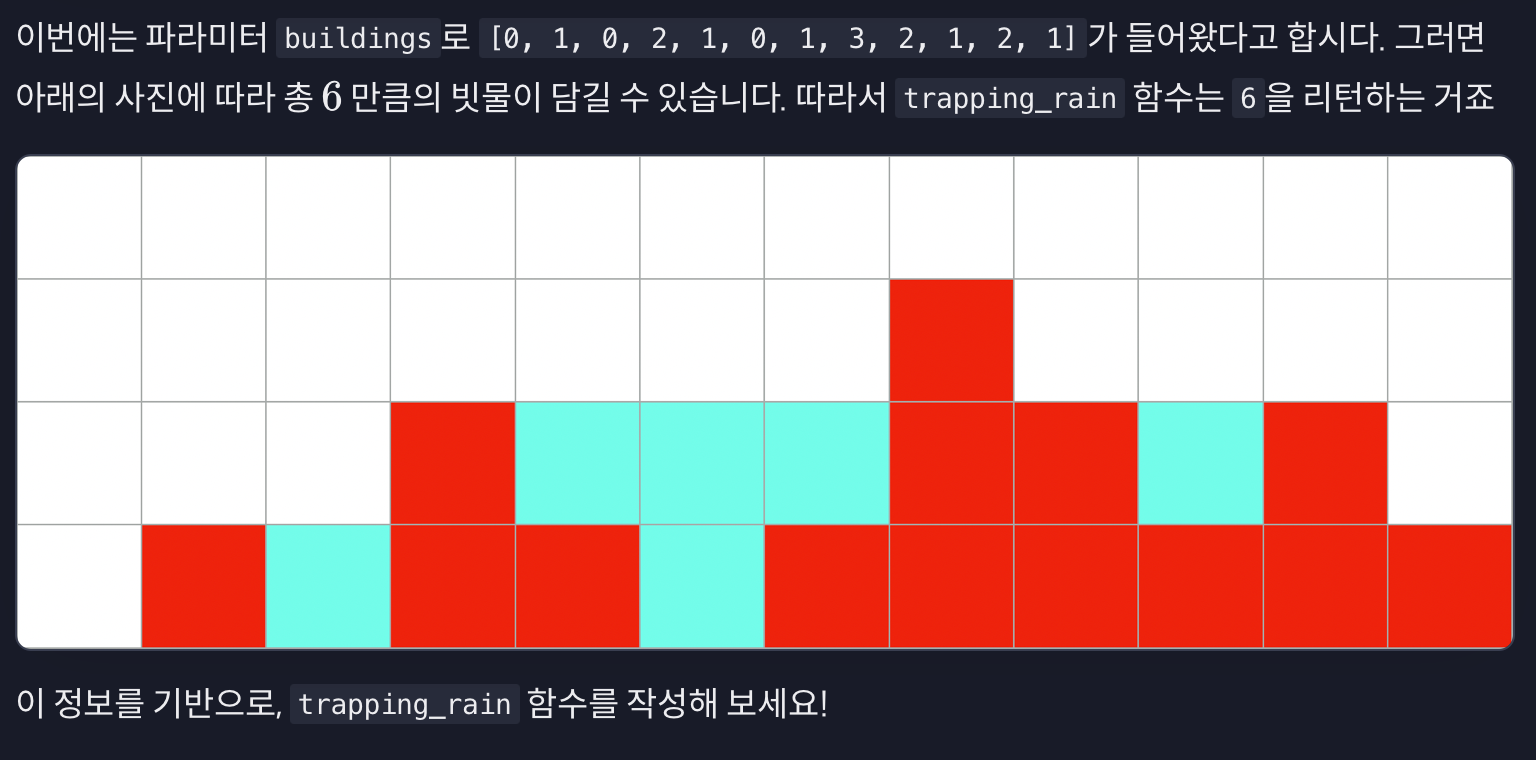 이번에는 파라미터 buildings로 [0, 1, 0, 2, 1, 0, 1, 3, 2, 1, 2, 1]가 들어왔다고 합시다. 그러면
아래의 사진에 따라 총 6 만큼의 빗물이 담길 수 있습니다. 따라서 trapping_rain 함수는 6을 리턴하는 거죠
이 정보를 기반으로, trapping_rain 함수를 작성해 보세요!